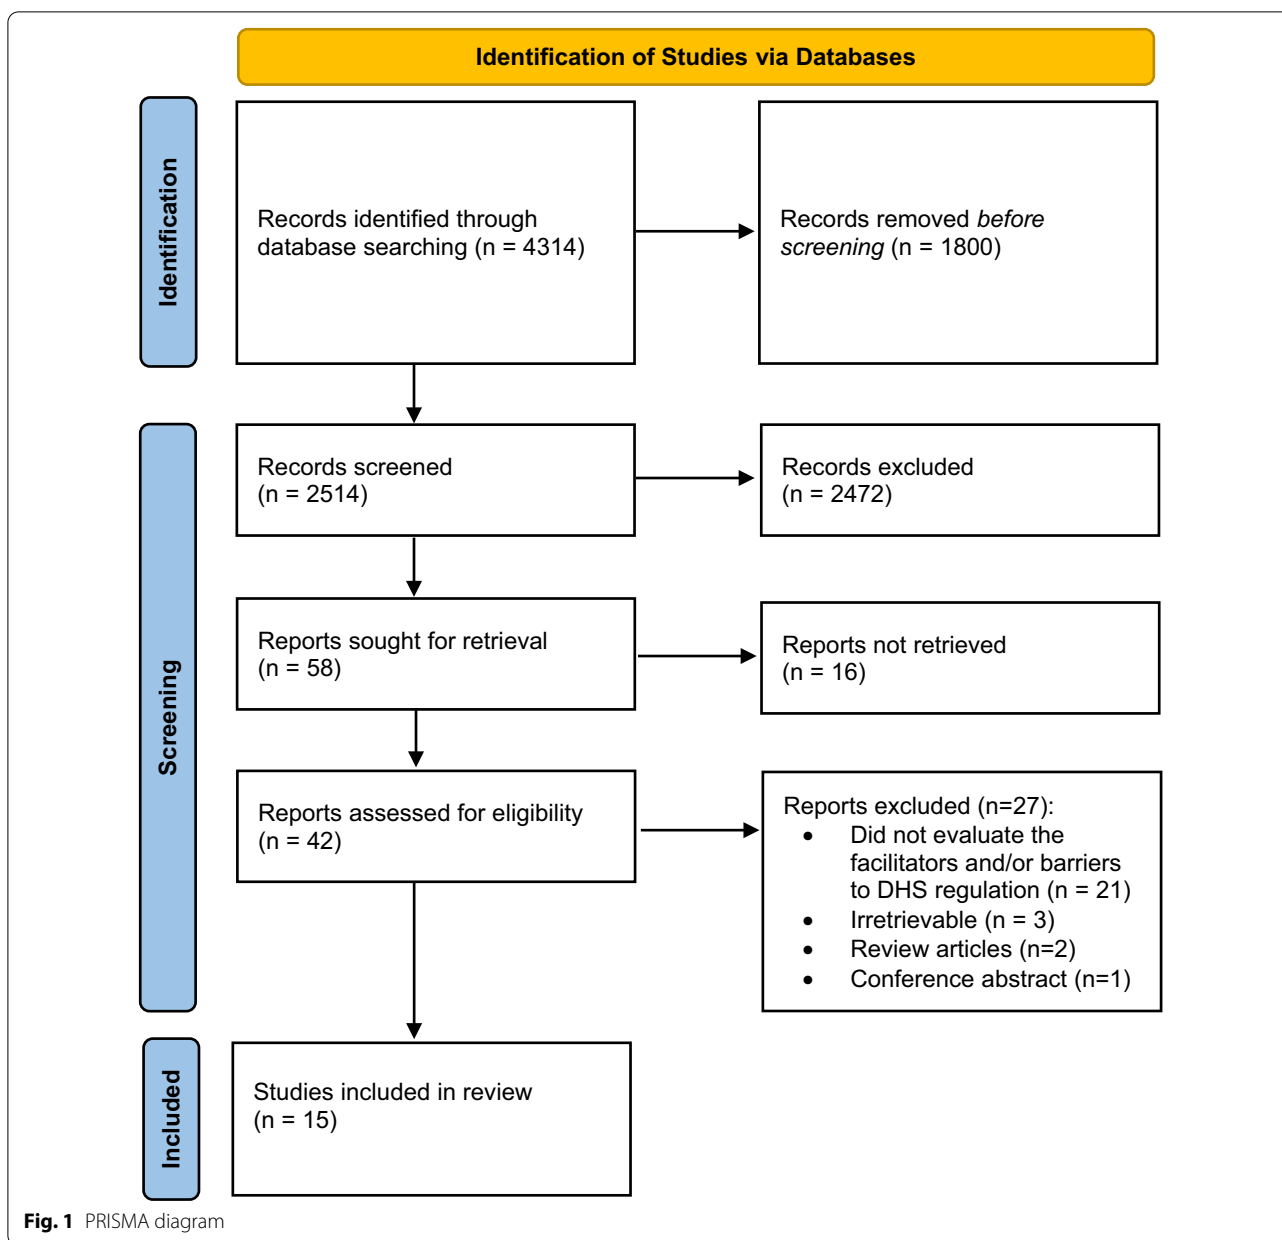 Identification of Studies via Databases
Identification
Records identified through
database searching (n = 4314)
Records removed before
screening (n = 1800)
Screening
Records screened
(n = 2514)
Records excluded
(n = 2472)
Reports sought for retrieval
(n = 58)
Reports not retrieved
(n = 16)
Reports assessed for eligibility
(n = 42)
Reports excluded (n=27):
• Did not evaluate the
facilitators and/or barriers
to DHS regulation (n = 21)
• Irretrievable (n = 3)
• Review articles (n=2)
• Conference abstract (n=1)
Included
Studies included in review
(n = 15)
Fig. 1 PRISMA diagram